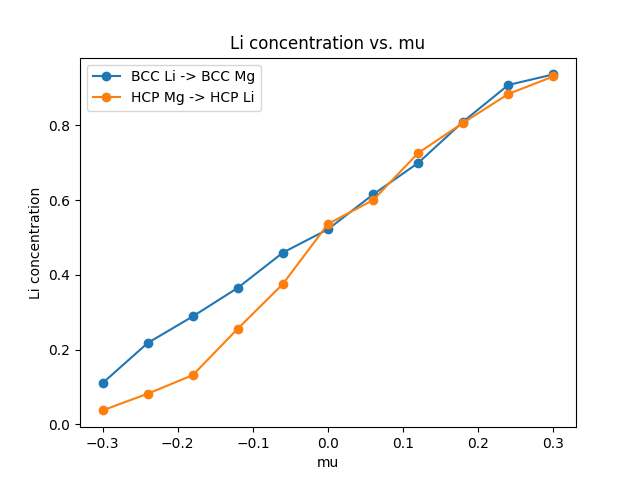 Li concentration vs. mu
BCC Li -> BCC Mg
HCP Mg -> HCP Li
Li concentration
0.8
0.6
0.4
0.2
0.0
−0.3
−0.2
−0.1
0.0
0.1
0.2
0.3
mu